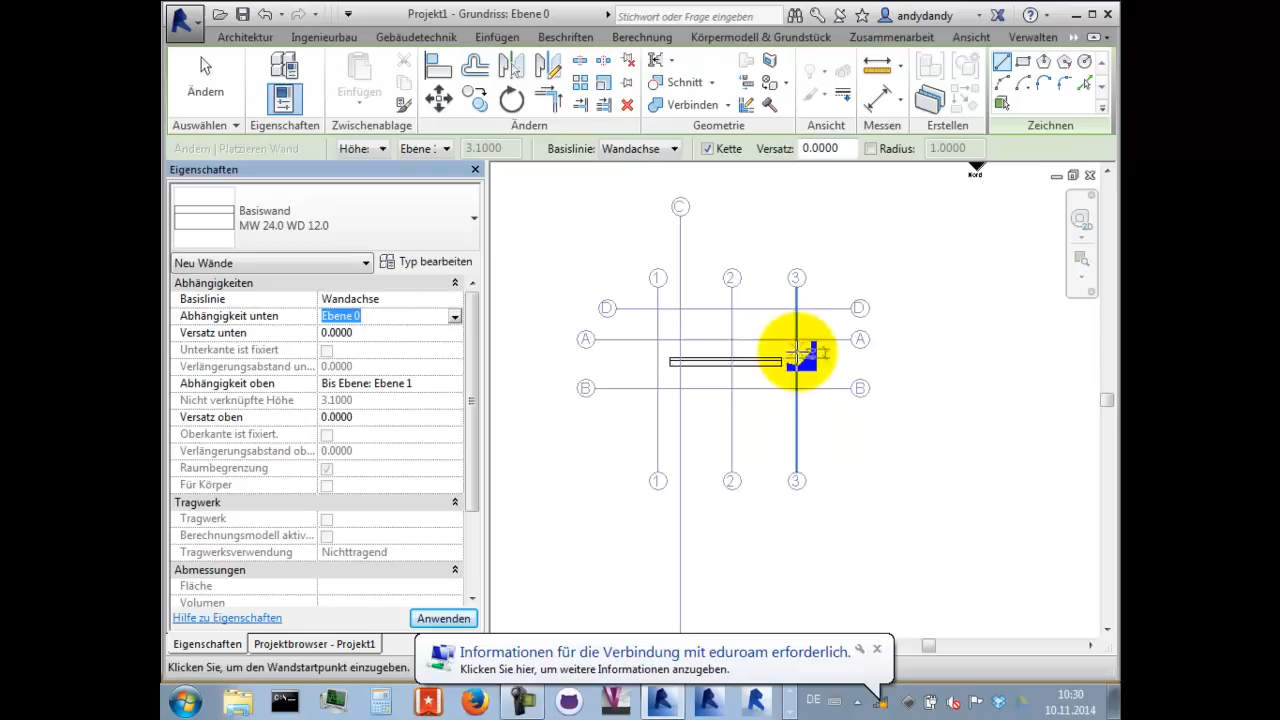 Projekt1 - Grundriss: Ebene 0
Stichwort oder Frage eingeben
andydandy
Architektur Ingenieurbau Gebäudetechnik Einfügen Beschriften Berechnung Körpermodell & Grundstück Zusammenarbeit Ansicht Verwalten
Ändern
Einfügen
Schnitt
Verbinden
Auswählen Eigenschaften Zwischenablage Ändern Geometrie Ansicht Messen Erstellen Zeichnen
Ändern | Platzieren Wand Höhe: Ebene 3.1000 Basislinie: Wandachse Kette Versatz: 0.0000 Radius: 1.0000
Eigenschaften
Nord
2D
Basiswand
MW 24.0 WD 12.0
Neue Wände Typ bearbeiten
Abhängigkeiten
Basislinie Wandachse
Abhängigkeit unten Ebene 0
Versatz unten 0.0000
Unterkante ist fixiert
Verlängerungsabstand un... 0.0000
Abhängigkeit oben Bis Ebene: Ebene 1
Nicht verknüpfte Höhe 3.1000
Versatz oben 0.0000
Oberkante ist fixiert.
Verlängerungsabstand ob... 0.0000
Raumbegrenzung
Für Körper
Tragwerk
Tragwerk
Berechnungsmodell aktiv...
Tragwerksverwendung Nichttragend
Abmessungen
Fläche
Volumen
Hilfe zu Eigenschaften Anwenden
C
1 2 3
D D
A A
B B
1 2 3
Eigenschaften Projektbrowser - Projekt1
Klicken Sie, um den Wandstartpunkt einzugeben.
Informationen für die Verbindung mit eduroam erforderlich.
Klicken Sie hier, um weitere Informationen anzugeben.
DE
10:30
10.11.2014